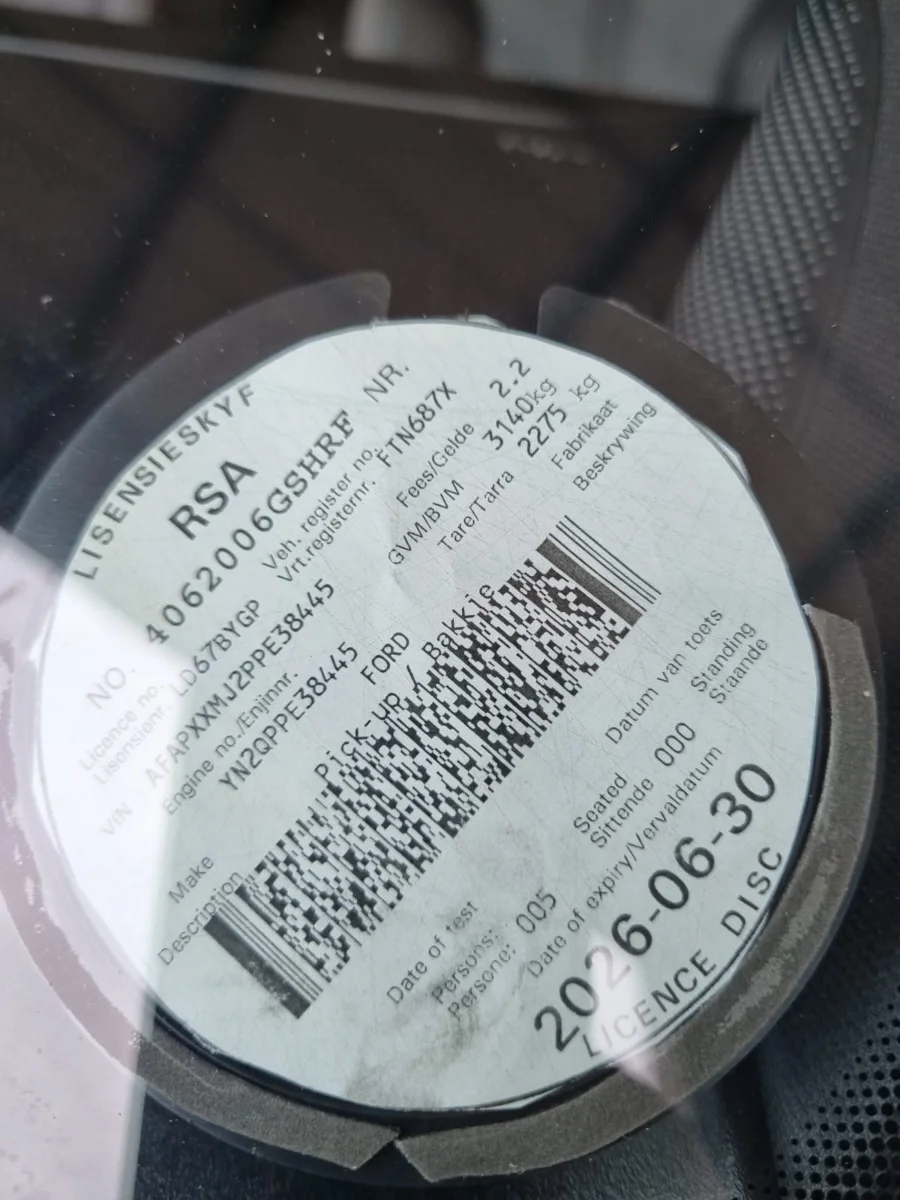 LISENSIESKYF
RSA
NO. 4062006GSHRF NR.
Licence no. Veh. register no.
Lisensienr. LD67BYGP Vrt.registernr. FTN687X
VIN AFAPXXMJ2PPE38445 Fees/Gelde 2.2
Engine no./Enjinnr. GVM/BVM 3140kg
YN2QPPE38445 Tare/Tarra 2275 kg
Make FORD Fabrikaat
Description Pick-up / Bakkie Beskrywing
Date of test Datum van toets
Persons: Seated Standing
Persone: 005 Sittende 000 Staande
Date of expiry/Vervaldatum
2026-06-30
LICENCE DISC